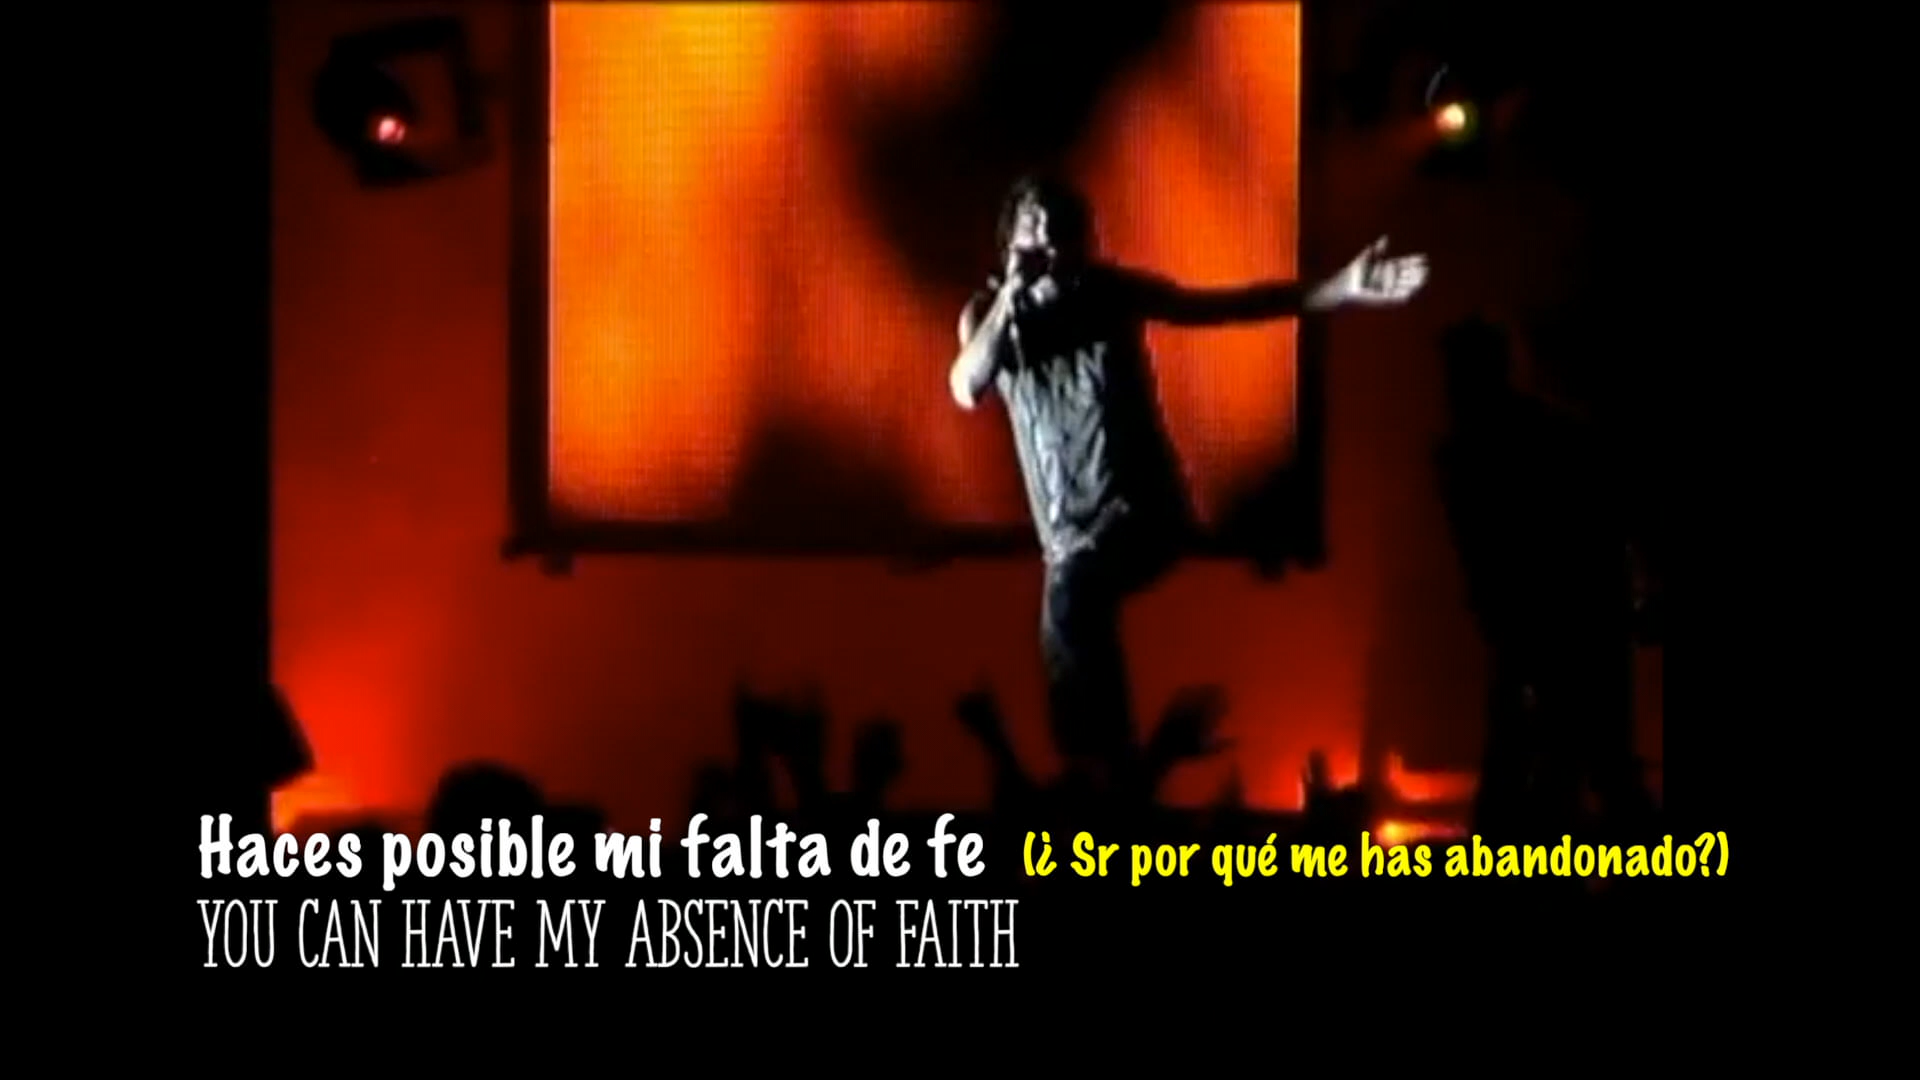 Haces posible mi falta de fe (¿ Sr por qué me has abandonado?)
YOU CAN HAVE MY ABSENCE OF FAITH